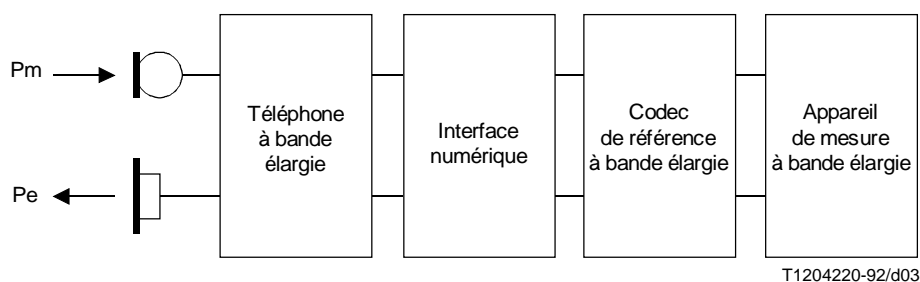 Pm
Pe
Téléphone
à bande
élargie
Interface
numérique
Codec
de référence
à bande élargie
Appareil
de mesure
à bande élargie
T1204220-92/d03